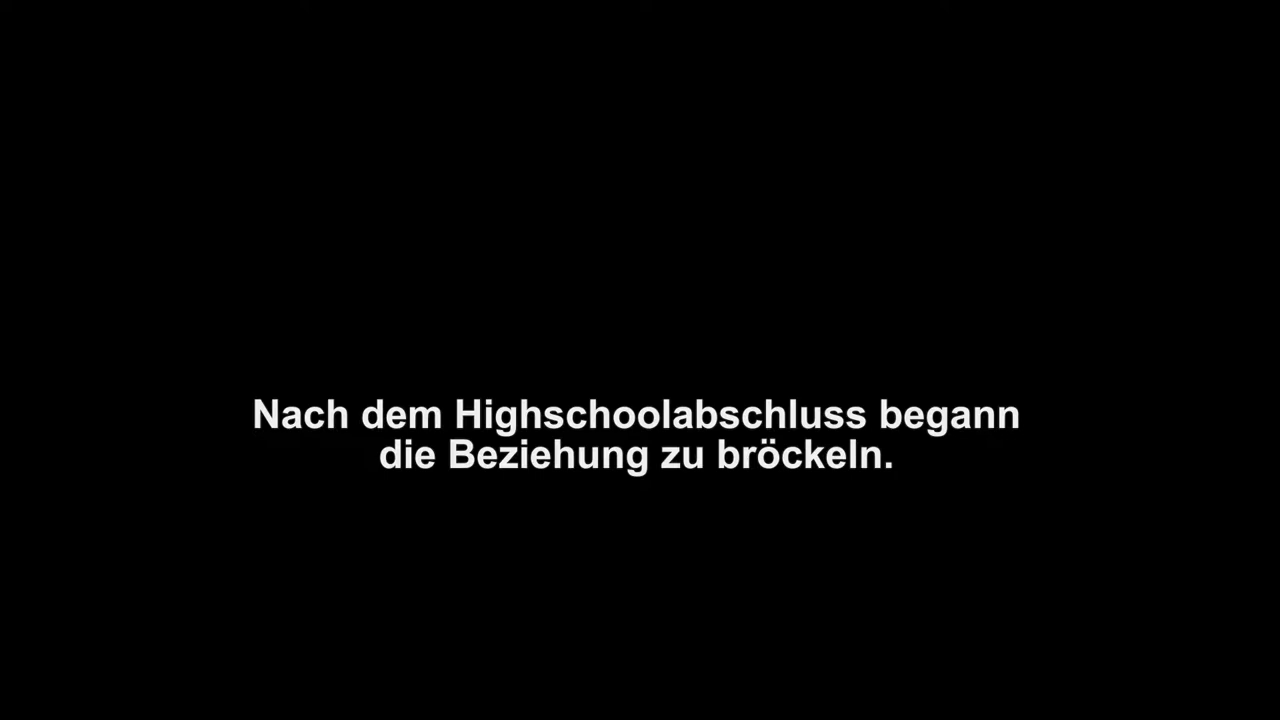 Nach dem Highschoolabschluss begann
die Beziehung zu bröckeln.